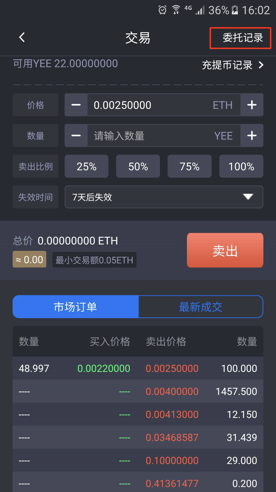 4G 36% 16:02
交易 委托记录
可用YEE 22.00000000 充提币记录
价格 − 0.00250000 ETH +
数量 − 请输入数量 YEE +
卖出比例 25% 50% 75% 100%
失效时间 7天后失效
总价 0.00000000 ETH
≈ 0.00 最小交易额0.05ETH
卖出
市场订单 最新成交
数量 买入价格 卖出价格 数量
48.997 0.00220000 0.00250000 100.000
---- ---- 0.00400000 1457.500
---- ---- 0.00413000 12.150
---- ---- 0.03468587 31.439
---- ---- 0.10000000 29.000
---- ---- 0.41361477 0.200